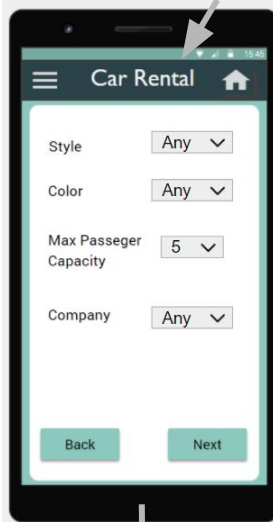 15:45
Car Rental
Style Any
Color Any
Max Passeger
Capacity 5
Company Any
Back Next